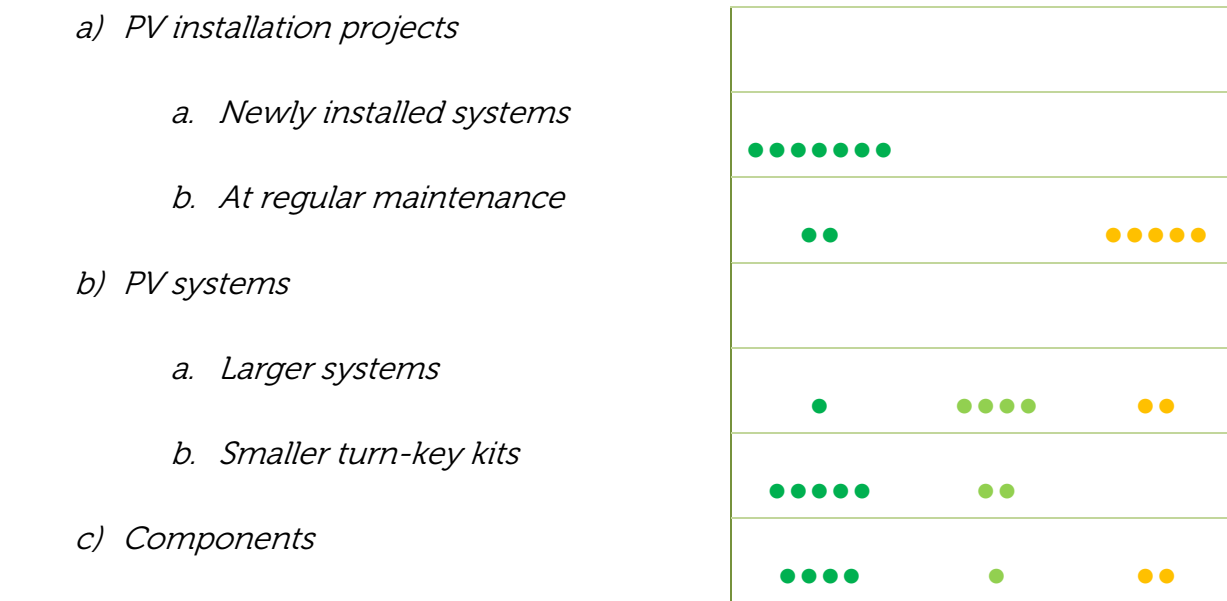 a) PV installation projects
a. Newly installed systems
b. At regular maintenance
b) PV systems
a. Larger systems
b. Smaller turn-key kits
c) Components